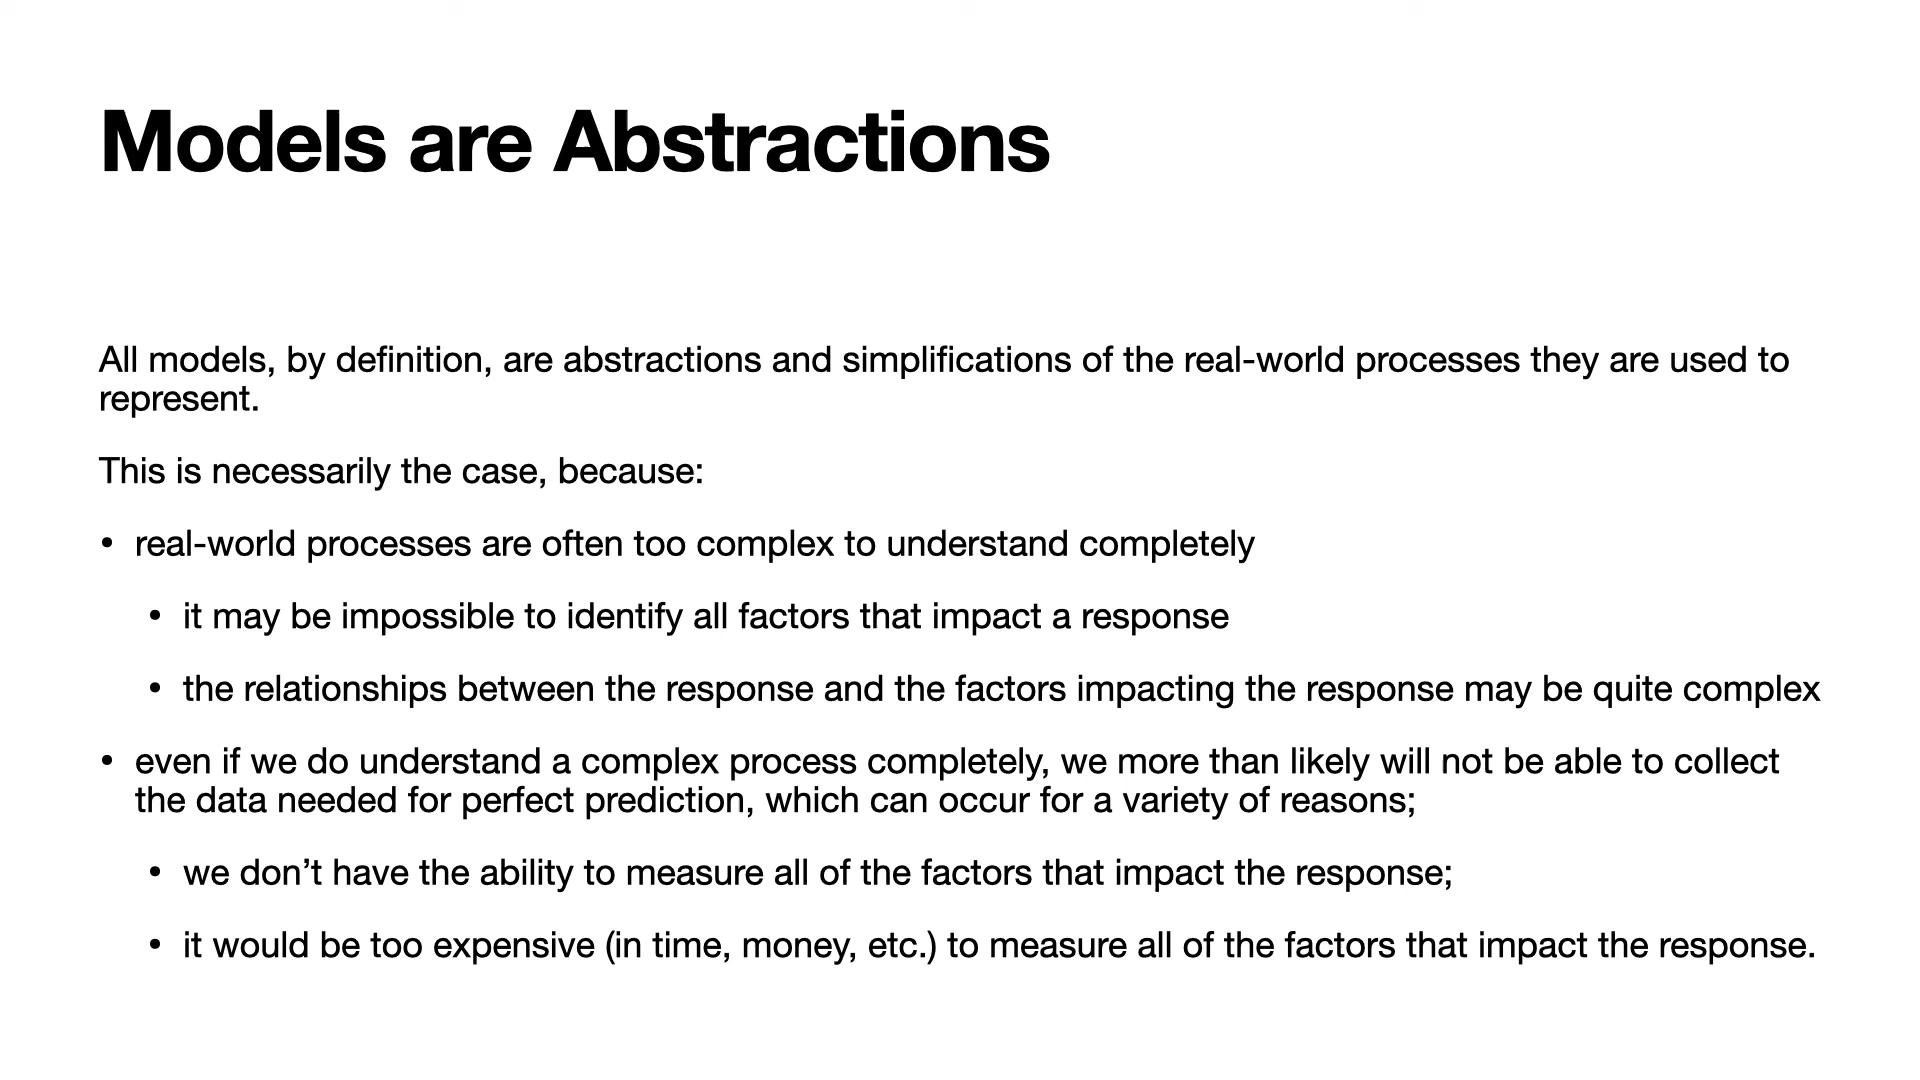 Models are Abstractions
All models, by definition, are abstractions and simplifications of the real-world processes they are used to
represent.
This is necessarily the case, because:
• real-world processes are often too complex to understand completely
• it may be impossible to identify all factors that impact a response
• the relationships between the response and the factors impacting the response may be quite complex
• even if we do understand a complex process completely, we more than likely will not be able to collect
the data needed for perfect prediction, which can occur for a variety of reasons;
• we don’t have the ability to measure all of the factors that impact the response;
• it would be too expensive (in time, money, etc.) to measure all of the factors that impact the response.